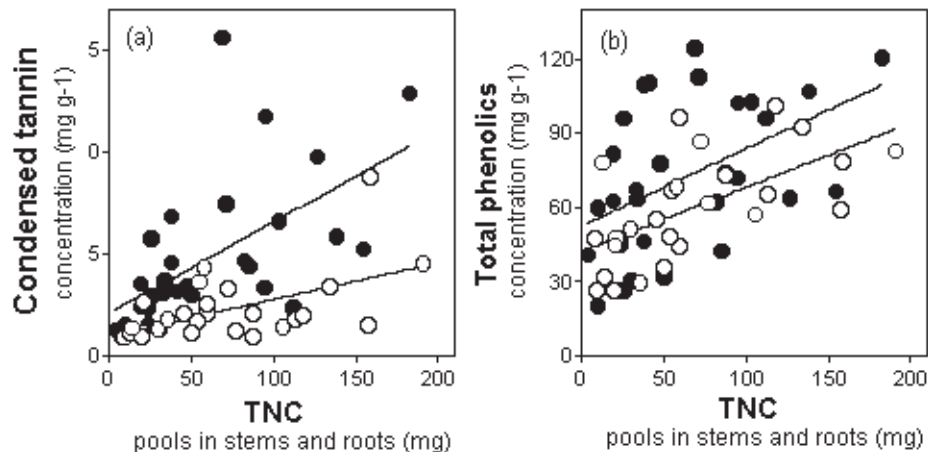 (a)
Condensed tannin
concentration (mg g-1)
5
0
5
0
0 50 100 150 200
TNC
pools in stems and roots (mg)
(b)
Total phenolics
concentration (mg g-1)
120
90
60
30
0
0 50 100 150 200
TNC
pools in stems and roots (mg)